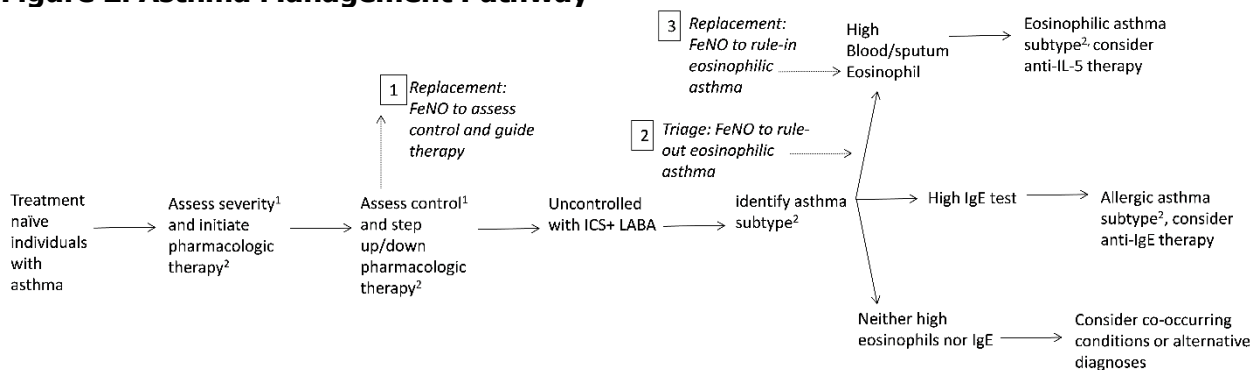 Figure 2. Asthma Management Pathway
3
Replacement:
FeNO to rule-in
eosinophilic
asthma
High
Blood/sputum
Eosinophil
Eosinophilic asthma
subtype2, consider
anti-IL-5 therapy
1
Replacement:
FeNO to assess
control and guide
therapy
2
Triage: FeNO to rule-
out eosinophilic
asthma
Treatment
naïve
individuals
with
asthma
Assess severity1
and initiate
pharmacologic
therapy2
Assess control1
and step
up/down
pharmacologic
therapy2
Uncontrolled
with ICS+ LABA
identify asthma
subtype2
High IgE test
Allergic asthma
subtype2, consider
anti-IgE therapy
Neither high
eosinophils nor IgE
Consider co-occurring
conditions or alternative
diagnoses